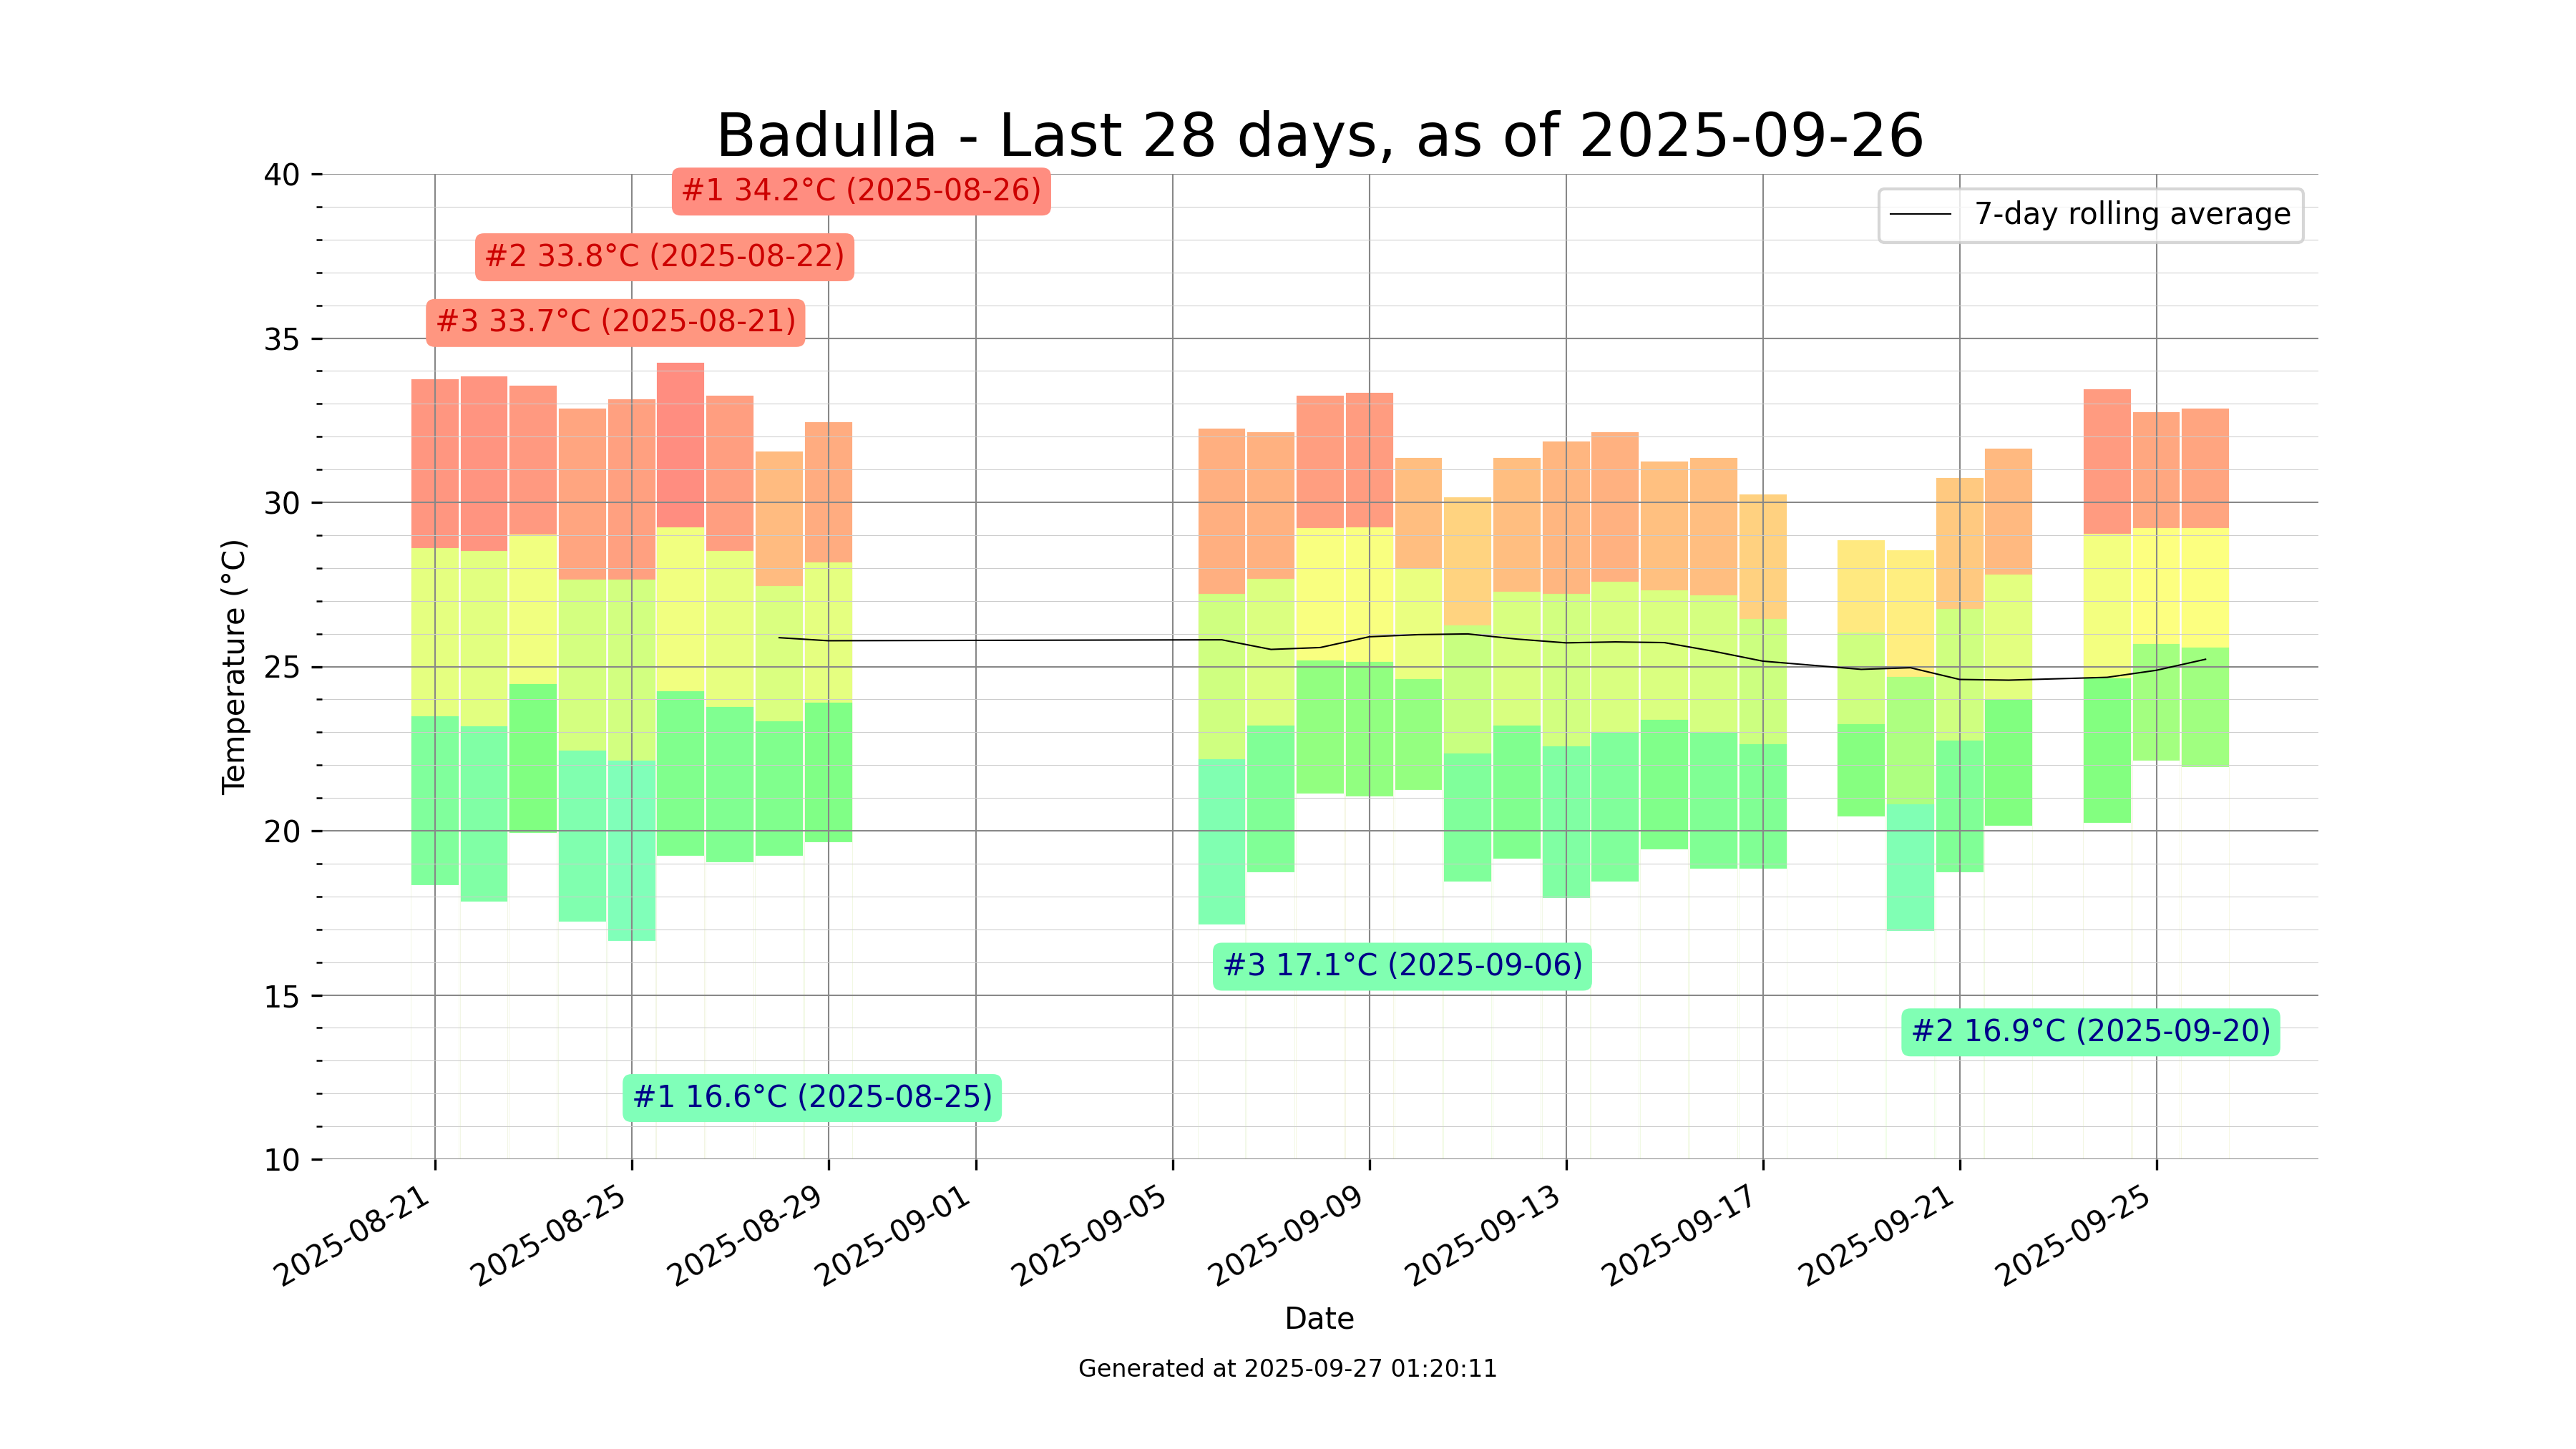 Badulla - Last 28 days, as of 2025-09-26
40
#1 34.2°C (2025-08-26)
7-day rolling average
#2 33.8°C (2025-08-22)
#3 33.7°C (2025-08-21)
35
30
Temperature (°C)
25
20
#3 17.1°C (2025-09-06)
15
#2 16.9°C (2025-09-20)
#1 16.6°C (2025-08-25)
10
2025-08-21
2025-08-25
2025-08-29
2025-09-01
2025-09-05
2025-09-09
2025-09-13
2025-09-17
2025-09-21
2025-09-25
Date
Generated at 2025-09-27 01:20:11